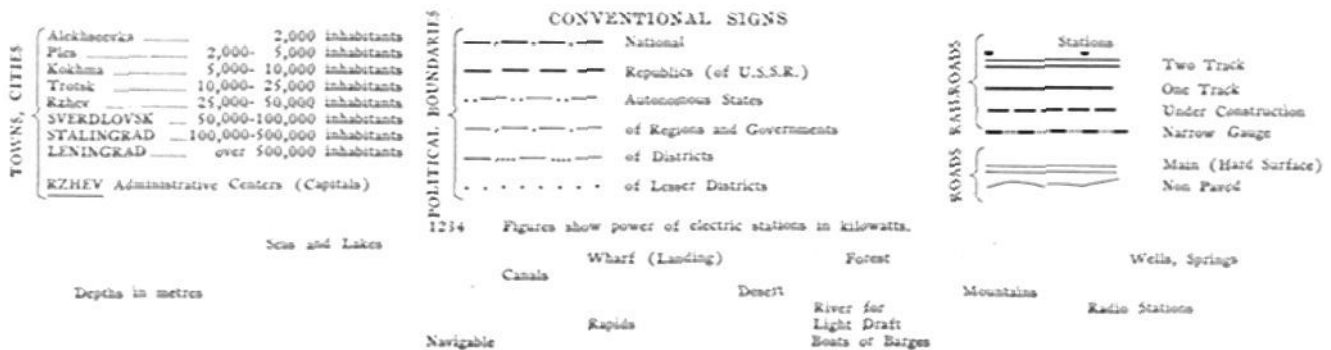 CONVENTIONAL SIGNS
TOWNS, CITIES
Alekhseevka 2,000 inhabitants
Ples 2,000- 5,000 inhabitants
Kokhma 5,000- 10,000 inhabitants
Trotsk 10,000- 25,000 inhabitants
Rzhev 25,000- 50,000 inhabitants
SVERDLOVSK 50,000-100,000 inhabitants
STALINGRAD 100,000-500,000 inhabitants
LENINGRAD over 500,000 inhabitants
RZHEV Administrative Centers (Capitals)
POLITICAL BOUNDARIES
National
Republics (of U.S.S.R.)
Autonomous States
of Regions and Governments
of Districts
of Lesser Districts
RAILROADS
Stations
Two Track
One Track
Under Construction
Narrow Gauge
ROADS
Main (Hard Surface)
Non Paved
1234 Figures show power of electric stations in kilowatts.
Seas and Lakes
Depths in metres
Wharf (Landing)
Canals
Forest
Desert
Rapids
Navigable
River for
Light Draft
Boats or Barges
Wells, Springs
Mountains
Radio Stations